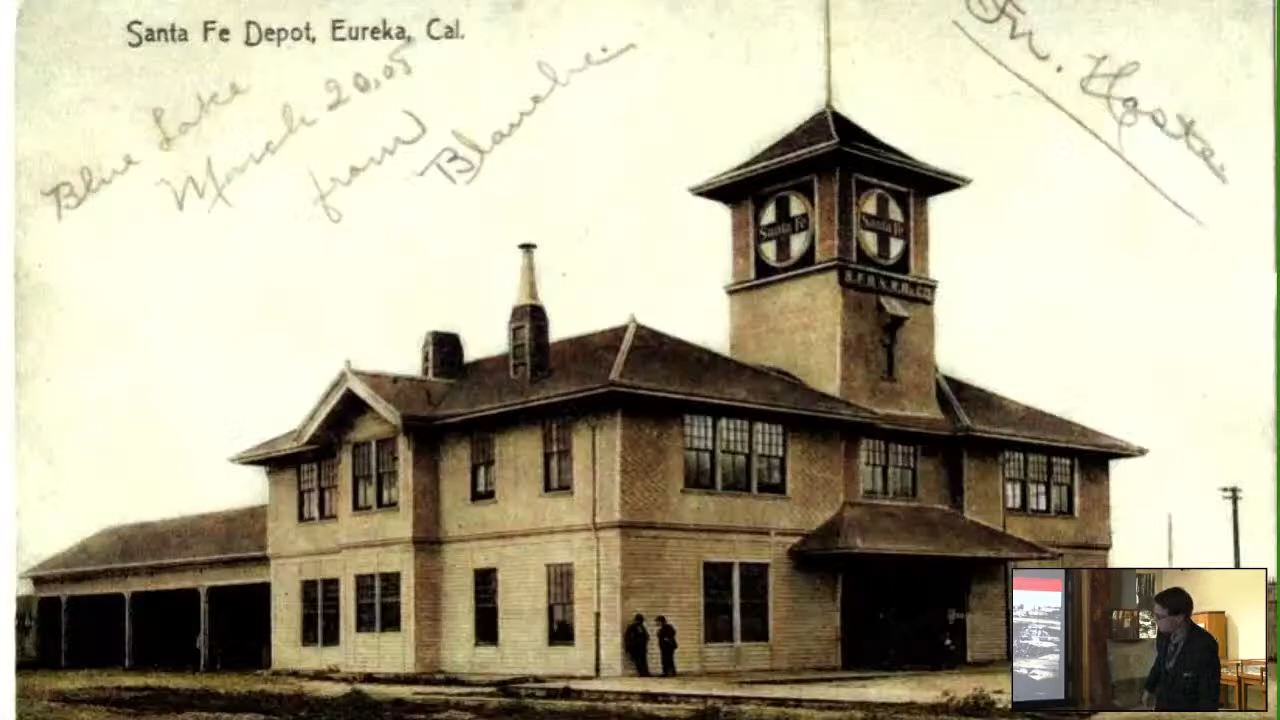 Santa Fe Depot, Eureka, Cal.
Blue Lake
March 20, 05
from
Blanche.
Santa Fe
Santa Fe